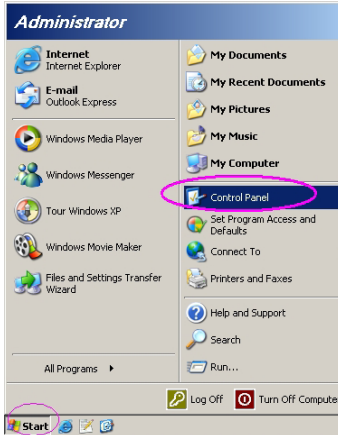 Administrator
Internet
Internet Explorer
E-mail
Outlook Express
Windows Media Player
Windows Messenger
Tour Windows XP
Windows Movie Maker
Files and Settings Transfer
Wizard
All Programs
My Documents
My Recent Documents
My Pictures
My Music
My Computer
Control Panel
Set Program Access and
Defaults
Connect To
Printers and Faxes
Help and Support
Search
Run...
Log Off
Turn Off Compute
Start